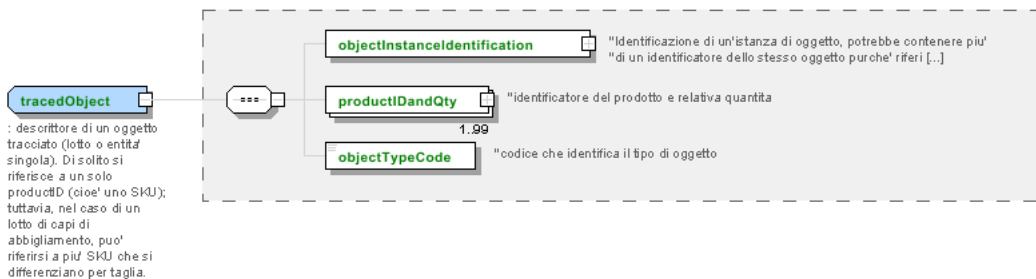 objectInstanceIdentification
"Identificazione di un'istanza di oggetto, potrebbe contenere piu'
"di un identificatore dello stesso oggetto purche' riferi [...]
tracedObject
productIDandQty
"identificatore del prodotto e relativa quantita
1..99
: descrittore di un oggetto
tracciato (lotto o entita'
singola). Di solito si
riferisce a un solo
productID (cioe' uno SKU);
tuttavia, nel caso di un
lotto di capi di
abbigliamento, puo'
riferirsi a piu' SKU che si
differenziano per taglia.
objectTypeCode
"codice che identifica il tipo di oggetto